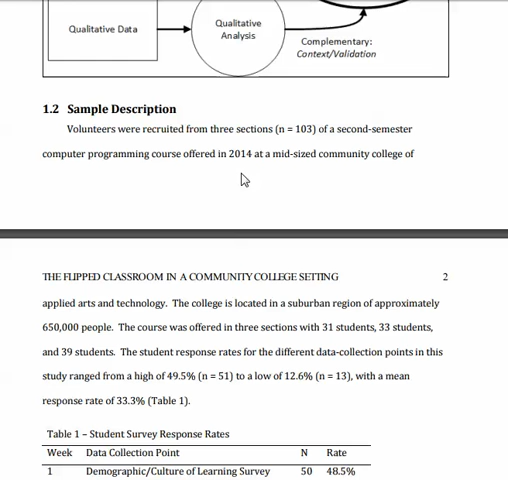 Qualitative Data
Qualitative
Analysis
Complementary:
Context/Validation
1.2 Sample Description
Volunteers were recruited from three sections (n = 103) of a second-semester
computer programming course offered in 2014 at a mid-sized community college of
THE FLIPPED CLASSROOM IN A COMMUNITY COLLEGE SETTING 2
applied arts and technology. The college is located in a suburban region of approximately
650,000 people. The course was offered in three sections with 31 students, 33 students,
and 39 students. The student response rates for the different data-collection points in this
study ranged from a high of 49.5% (n = 51) to a low of 12.6% (n = 13), with a mean
response rate of 33.3% (Table 1).
Table 1 – Student Survey Response Rates
Week Data Collection Point N Rate
1 Demographic/Culture of Learning Survey 50 48.5%